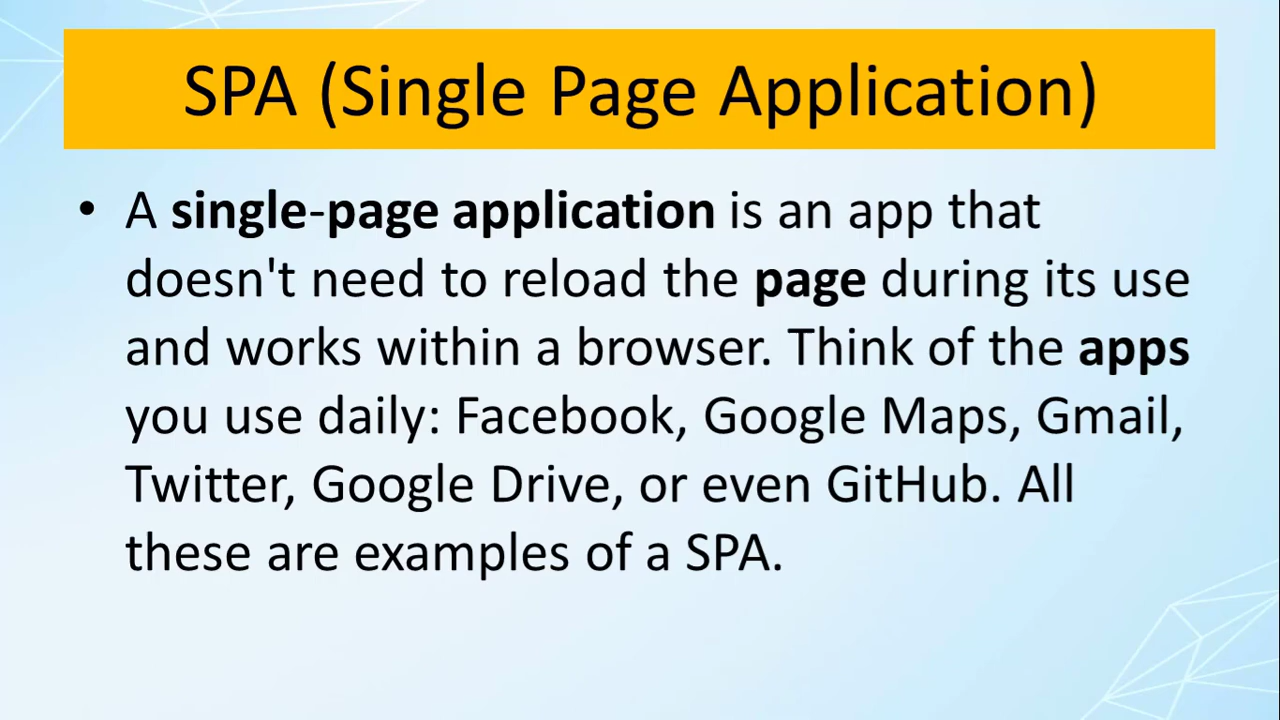 SPA (Single Page Application)
• A single-page application is an app that
doesn't need to reload the page during its use
and works within a browser. Think of the apps
you use daily: Facebook, Google Maps, Gmail,
Twitter, Google Drive, or even GitHub. All
these are examples of a SPA.